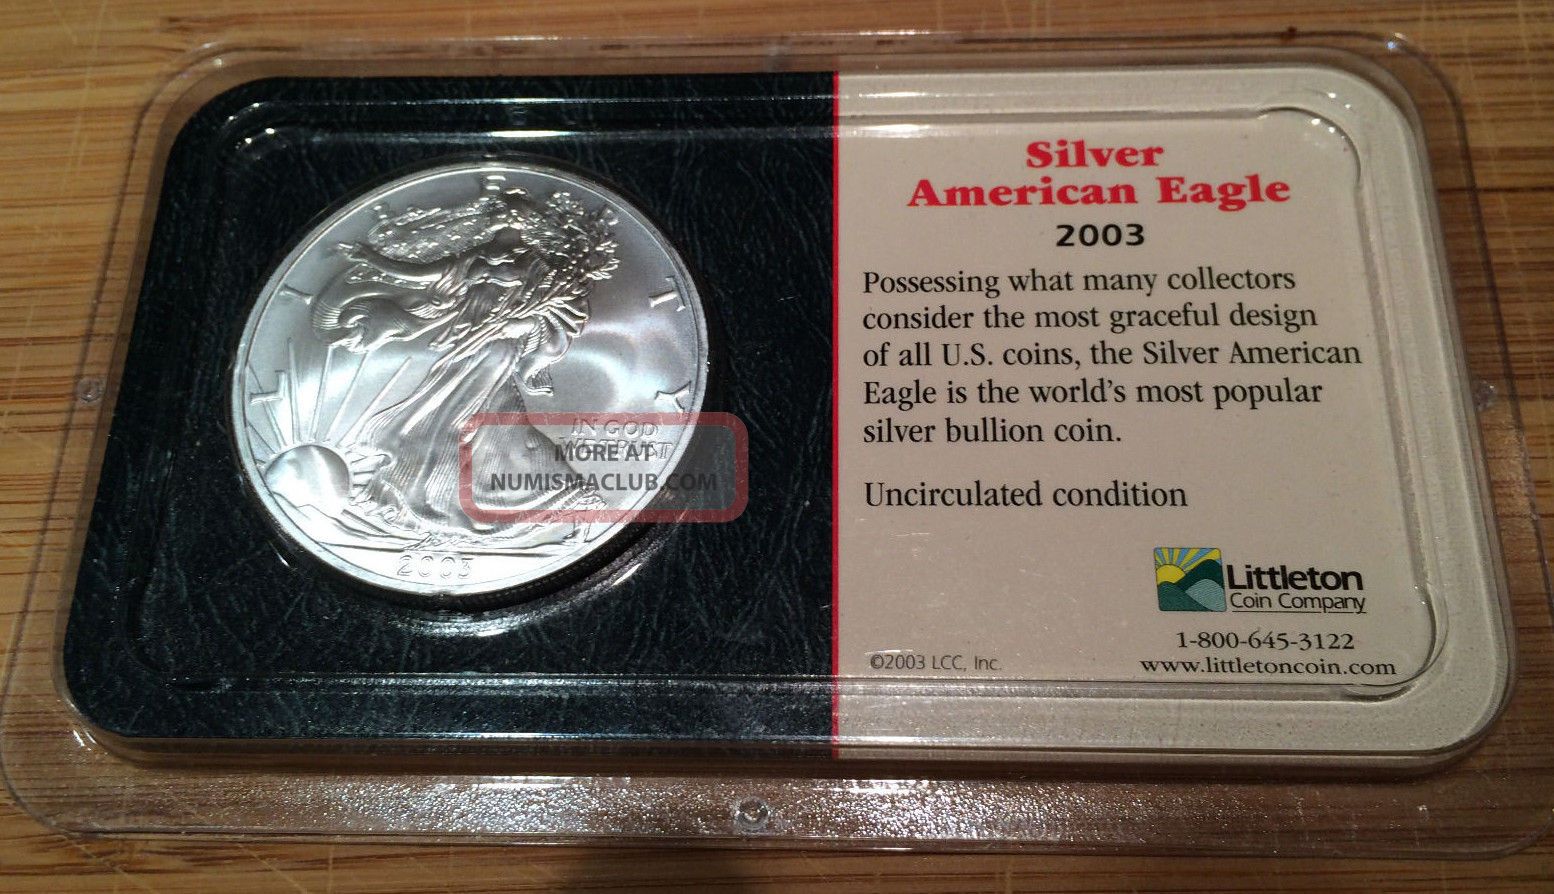 LIBERTY
IN GOD
WE TRUST
2003
MORE AT
NUMISMACLUB.COM
Silver
American Eagle
2003
Possessing what many collectors
consider the most graceful design
of all U.S. coins, the Silver American
Eagle is the world's most popular
silver bullion coin.
Uncirculated condition
Littleton
Coin Company
1-800-645-3122
©2003 LCC, Inc.
www.littletoncoin.com